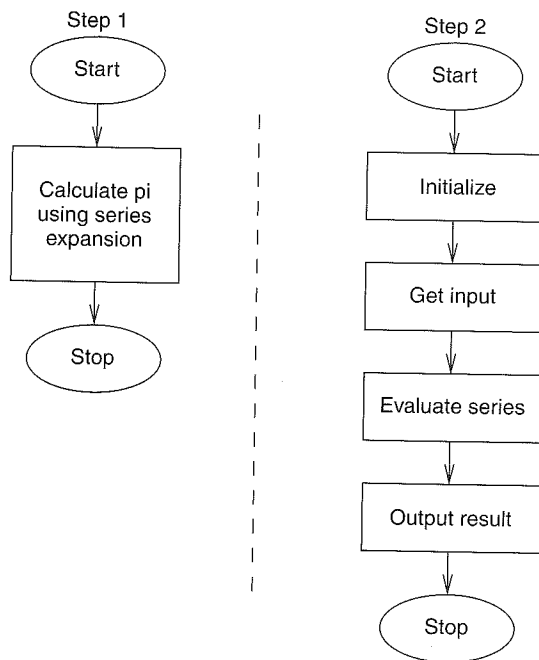 Step 1
Start
Calculate pi
using series
expansion
Stop
Step 2
Start
Initialize
Get input
Evaluate series
Output result
Stop